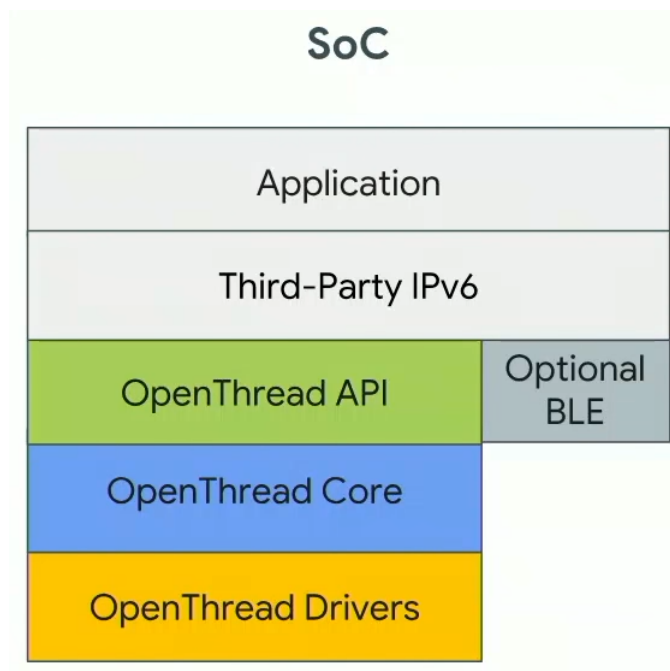 SoC
Application
Third-Party IPv6
OpenThread API
Optional
BLE
OpenThread Core
OpenThread Drivers